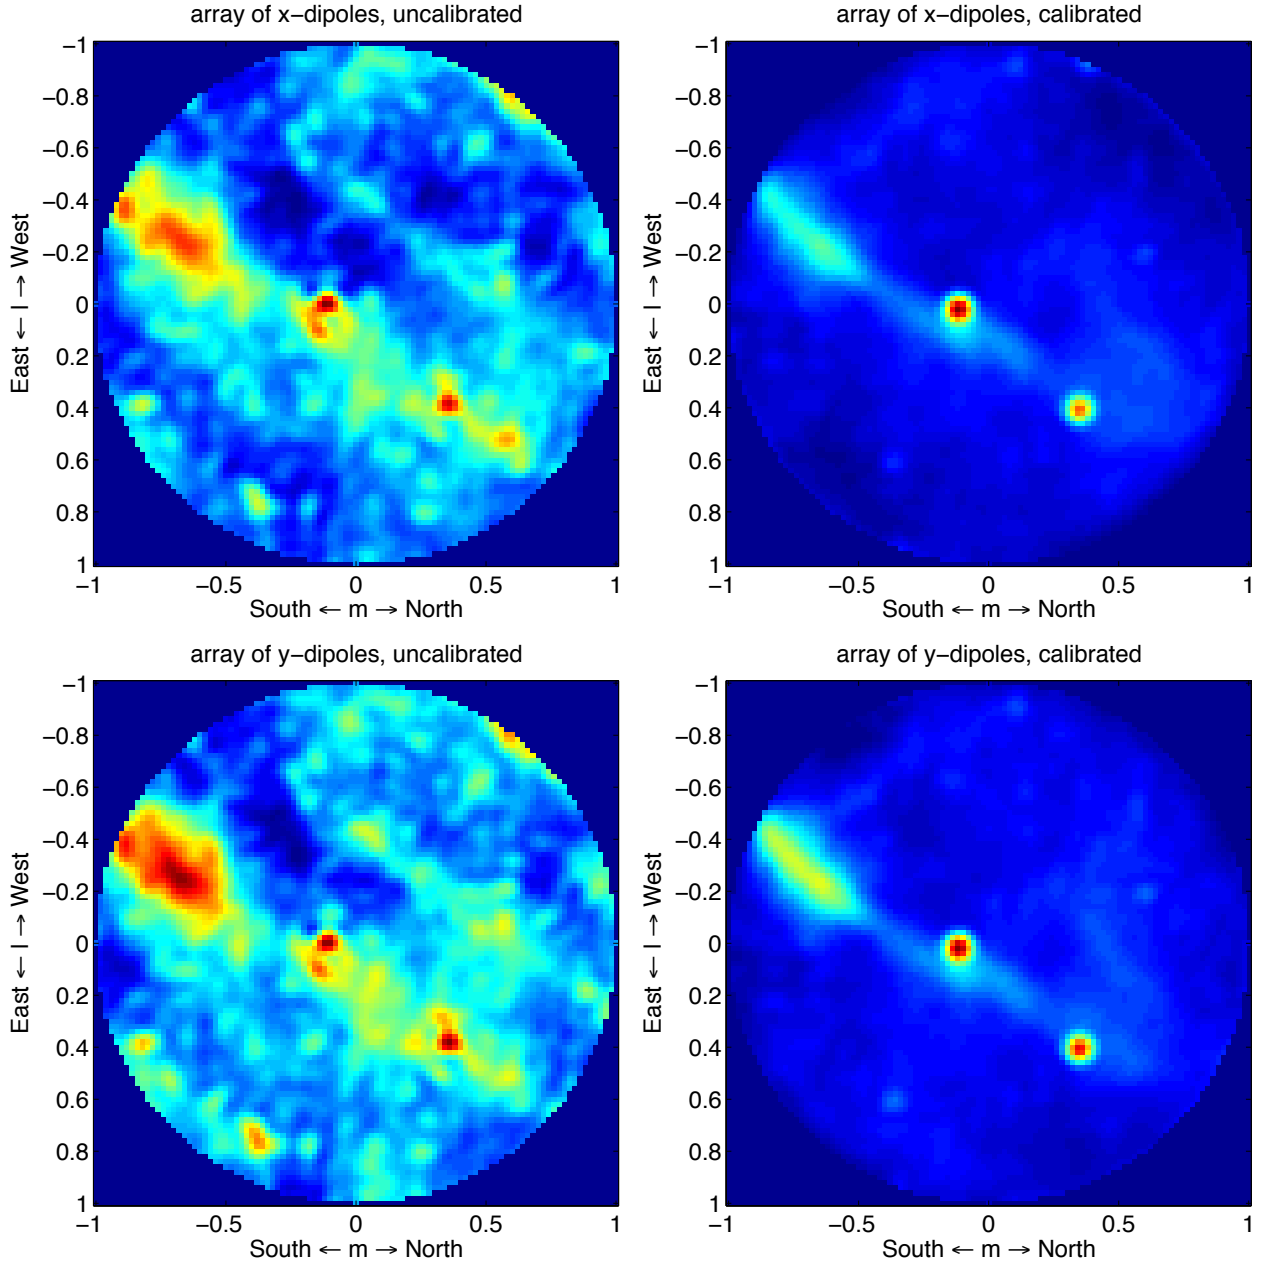 array of x−dipoles, uncalibrated
−1
−0.8
−0.6
−0.4
−0.2
0
0.2
0.4
0.6
0.8
1
East ← l → West
−1 −0.5 0 0.5 1
South ← m → North
array of x−dipoles, calibrated
−1
−0.8
−0.6
−0.4
−0.2
0
0.2
0.4
0.6
0.8
1
East ← l → West
−1 −0.5 0 0.5 1
South ← m → North
array of y−dipoles, uncalibrated
−1
−0.8
−0.6
−0.4
−0.2
0
0.2
0.4
0.6
0.8
1
East ← l → West
−1 −0.5 0 0.5 1
South ← m → North
array of y−dipoles, calibrated
−1
−0.8
−0.6
−0.4
−0.2
0
0.2
0.4
0.6
0.8
1
East ← l → West
−1 −0.5 0 0.5 1
South ← m → North